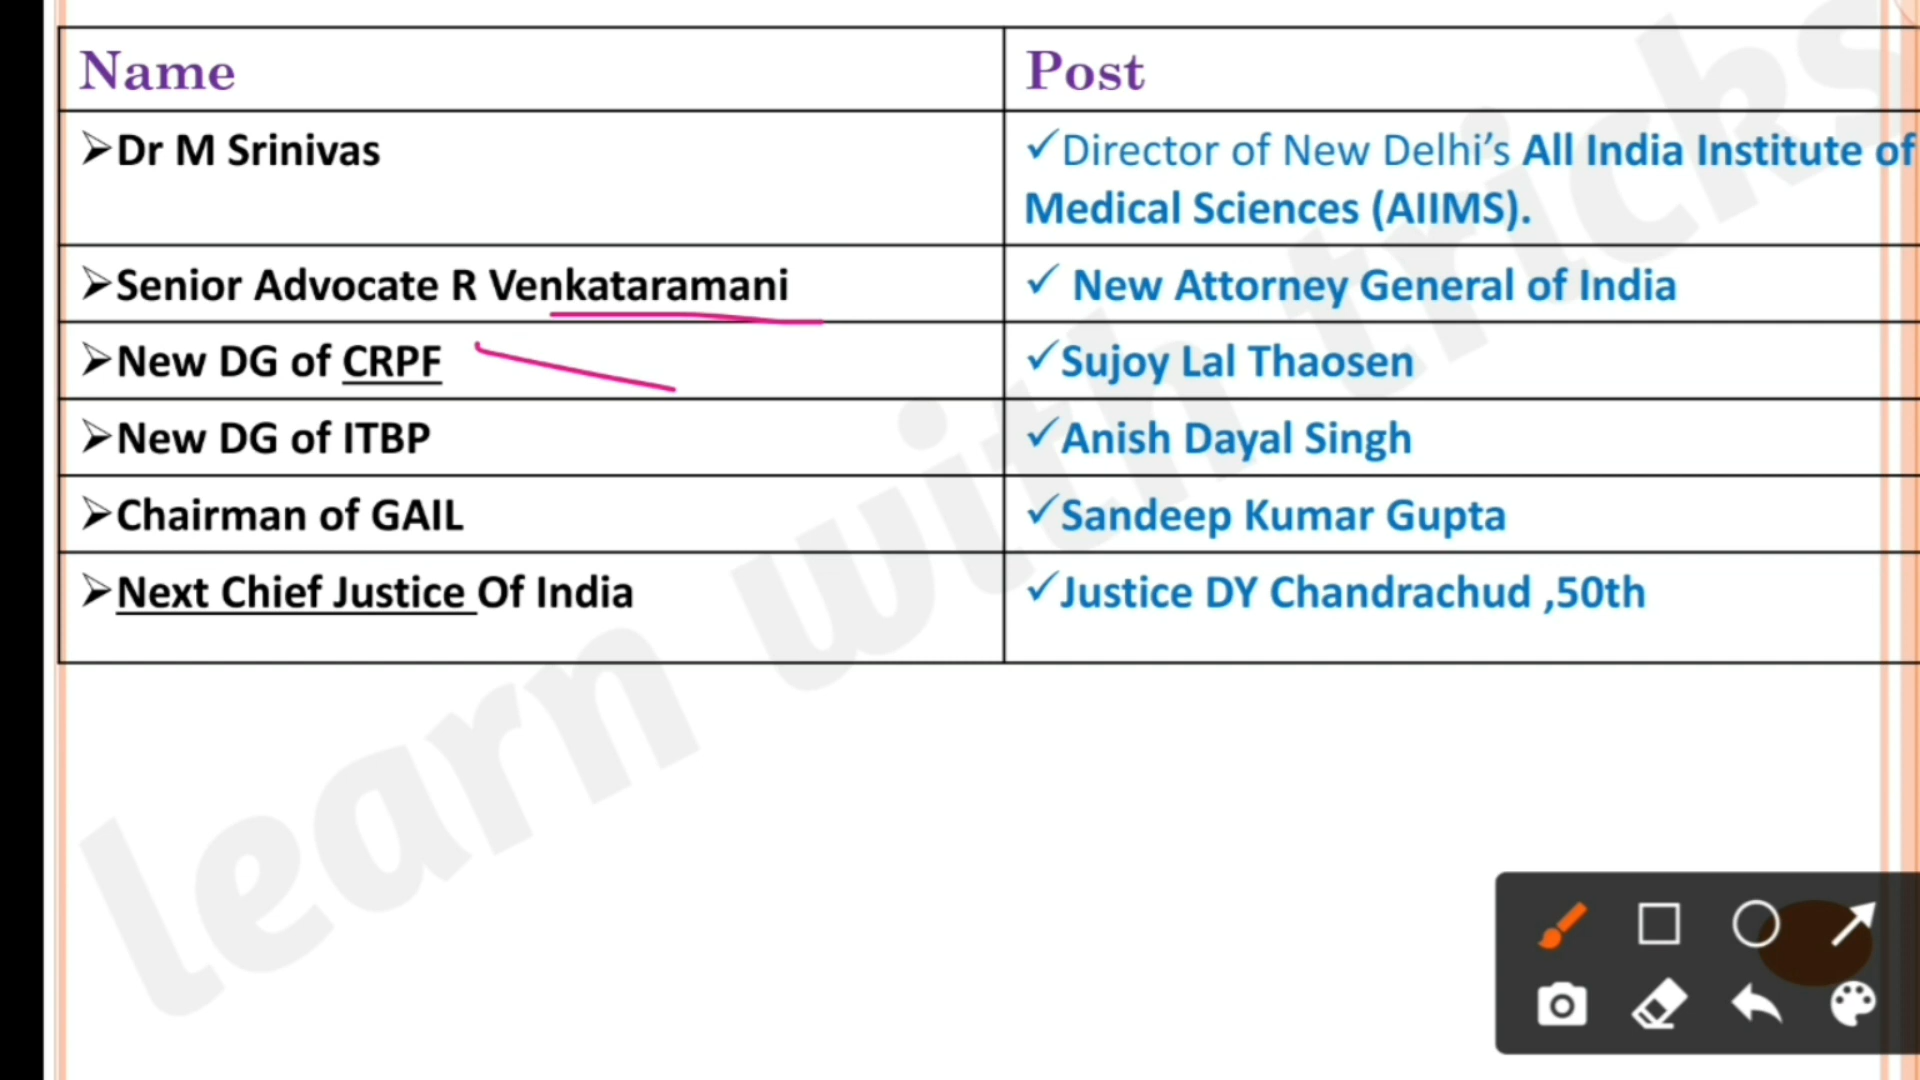 Name
Post
➢Dr M Srinivas
✓Director of New Delhi’s All India Institute of
Medical Sciences (AIIMS).
➢Senior Advocate R Venkataramani
✓ New Attorney General of India
➢New DG of CRPF
✓Sujoy Lal Thaosen
➢New DG of ITBP
✓Anish Dayal Singh
➢Chairman of GAIL
✓Sandeep Kumar Gupta
➢Next Chief Justice Of India
✓Justice DY Chandrachud ,50th
learn with tricks